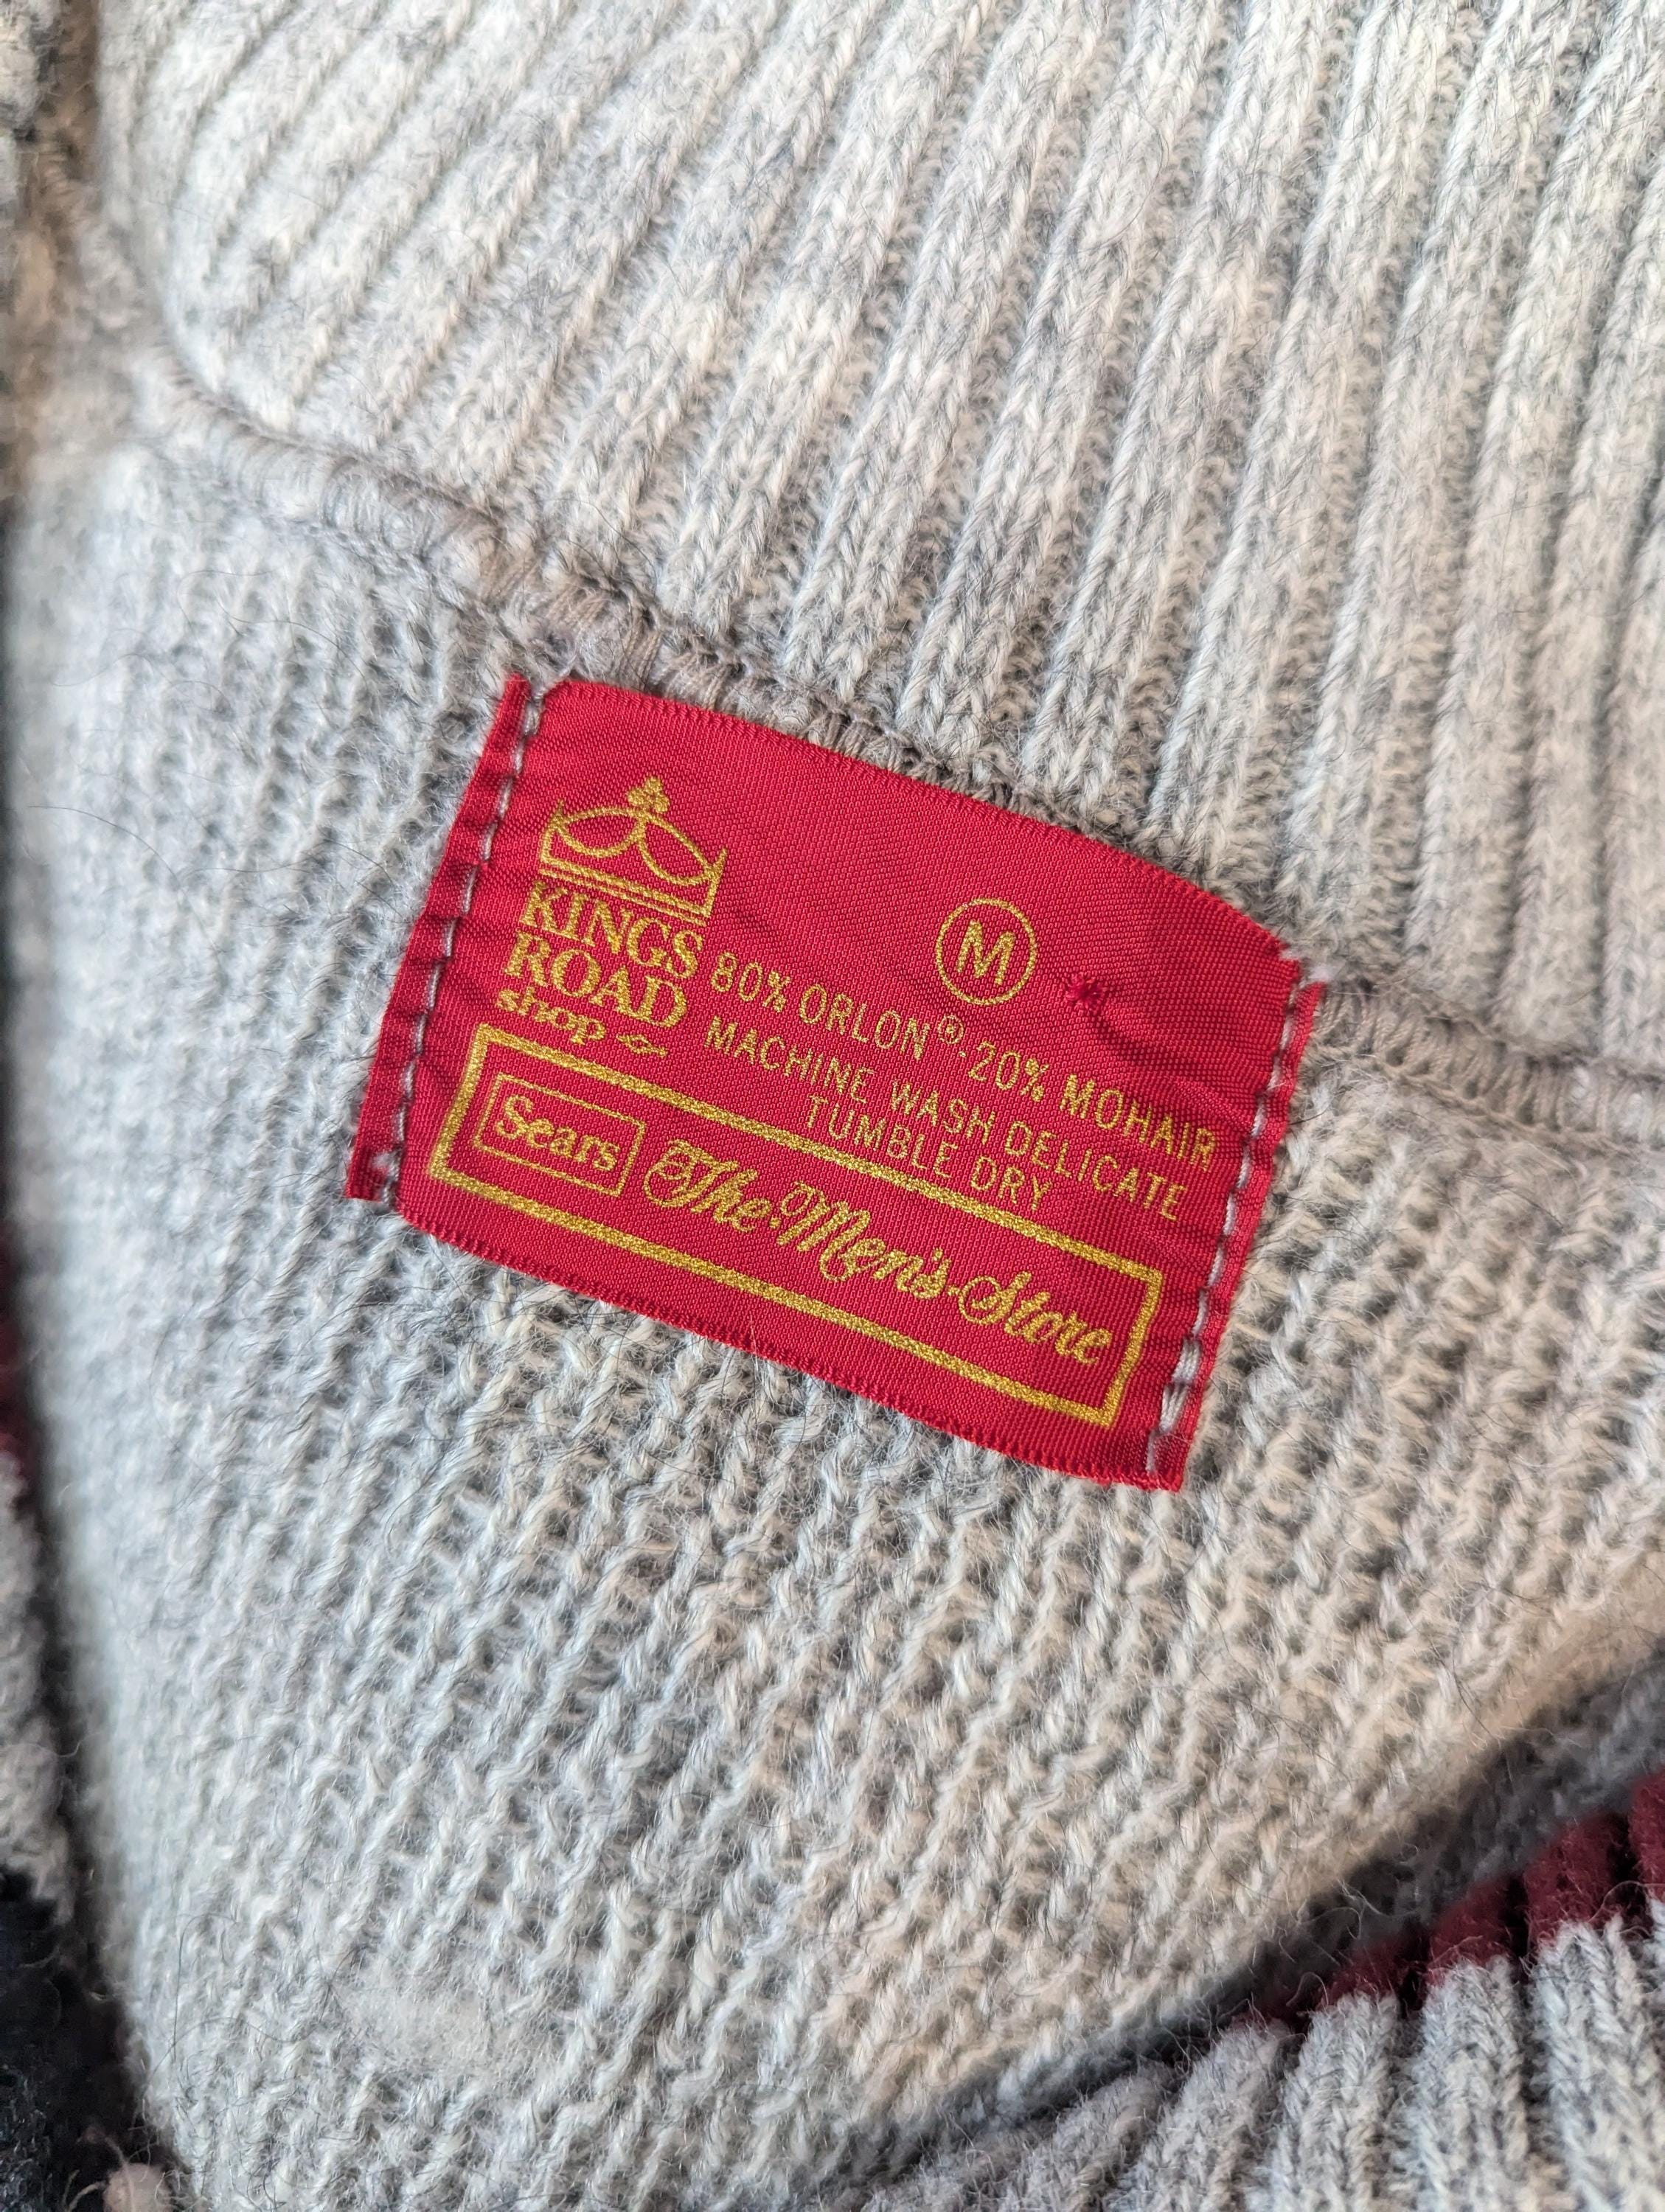 M
KINGS
ROAD
shop
80% ORLON®·20% MOHAIR
MACHINE WASH DELICATE
TUMBLE DRY
Sears The Men's Store